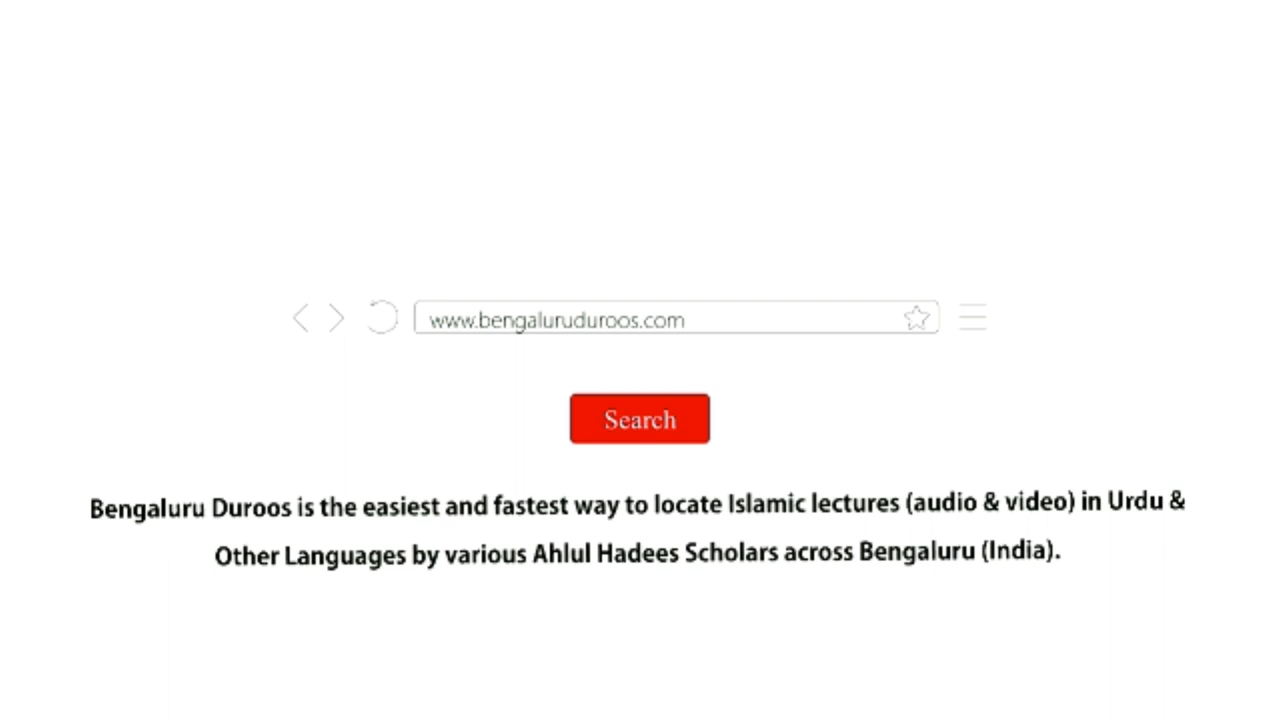 www.bengaluruduroos.com
Search
Bengaluru Duroos is the easiest and fastest way to locate Islamic lectures (audio & video) in Urdu &
Other Languages by various Ahlul Hadees Scholars across Bengaluru (India).